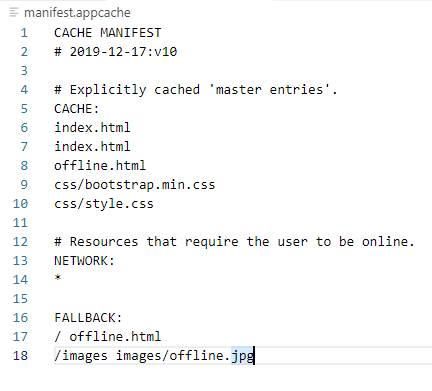 manifest.appcache
1 CACHE MANIFEST
2 # 2019-12-17:v10
3
4 # Explicitly cached 'master entries'.
5 CACHE:
6 index.html
7 index.html
8 offline.html
9 css/bootstrap.min.css
10 css/style.css
11
12 # Resources that require the user to be online.
13 NETWORK:
14 *
15
16 FALLBACK:
17 / offline.html
18 /images images/offline.jpg